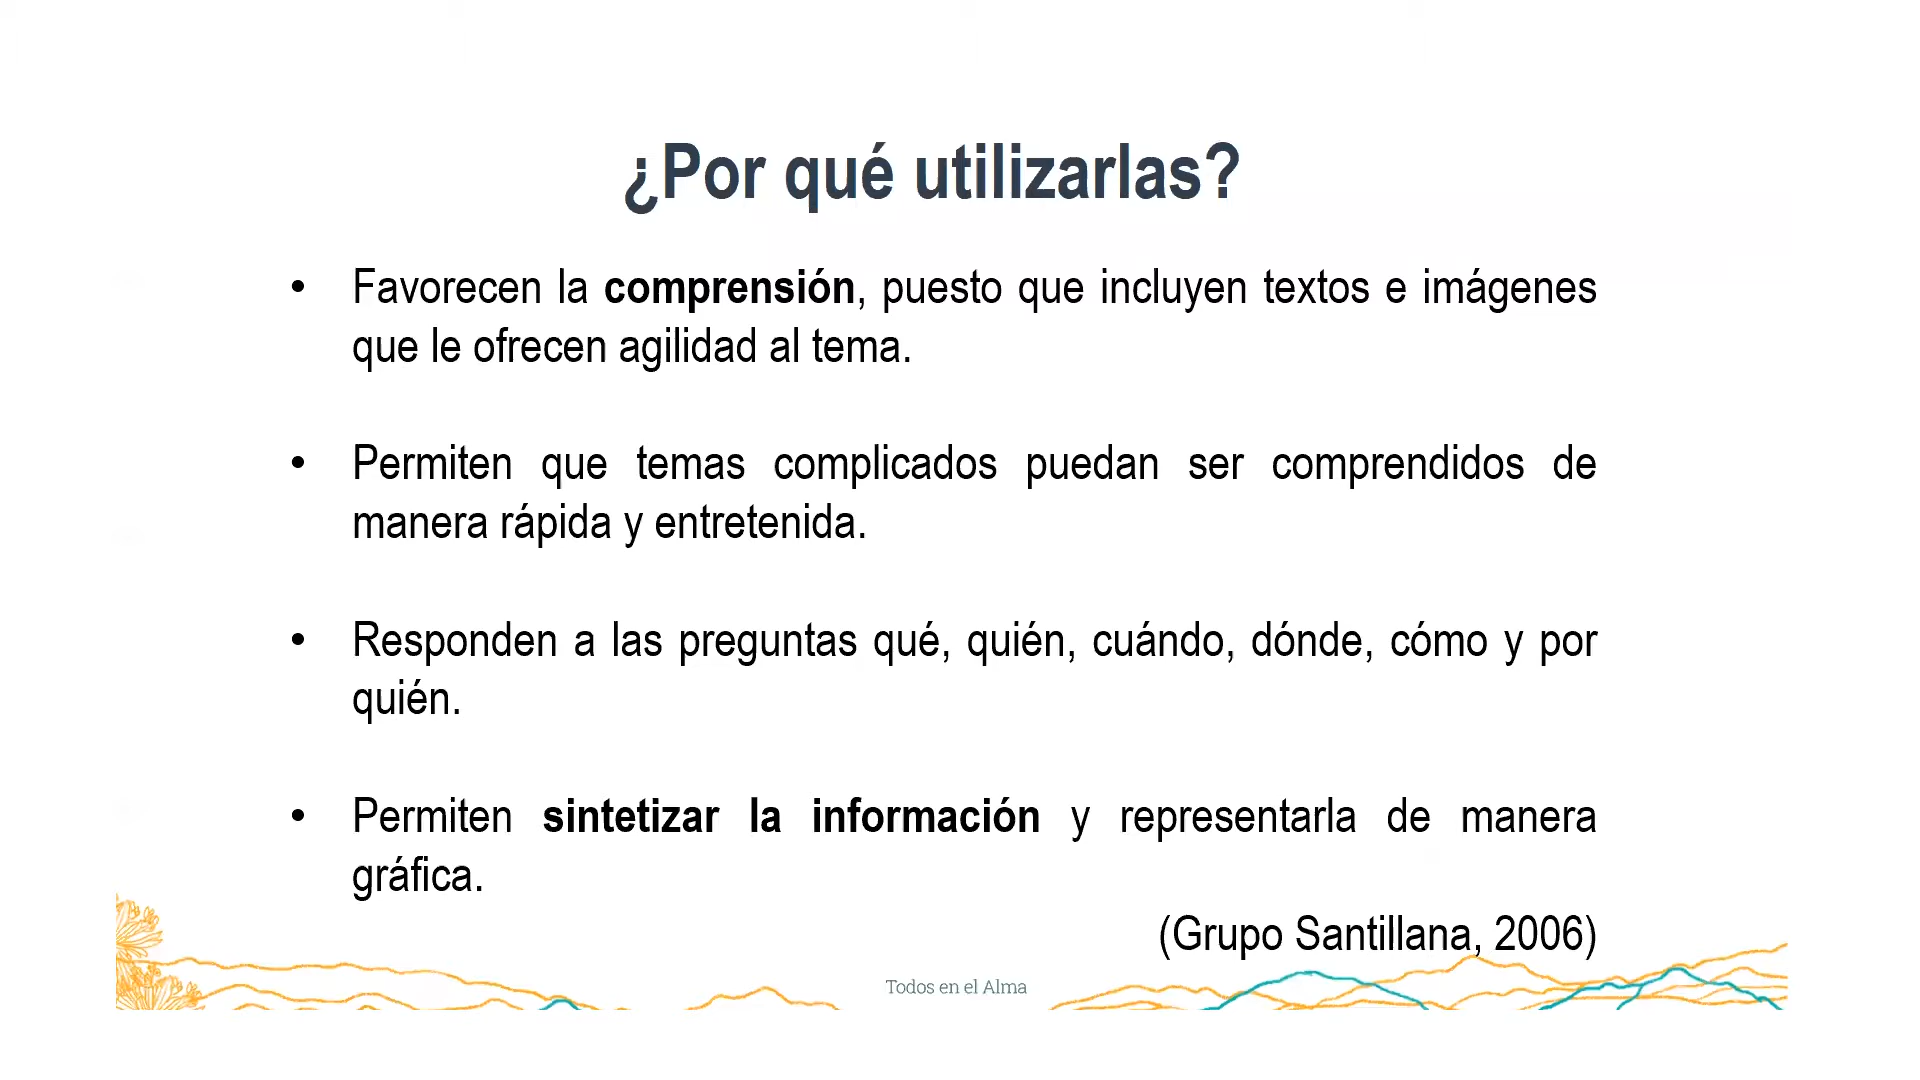 ¿Por qué utilizarlas?
• Favorecen la comprensión, puesto que incluyen textos e imágenes
que le ofrecen agilidad al tema.
• Permiten que temas complicados puedan ser comprendidos de
manera rápida y entretenida.
• Responden a las preguntas qué, quién, cuándo, dónde, cómo y por
quién.
• Permiten sintetizar la información y representarla de manera
gráfica.
(Grupo Santillana, 2006)
Todos en el Alma